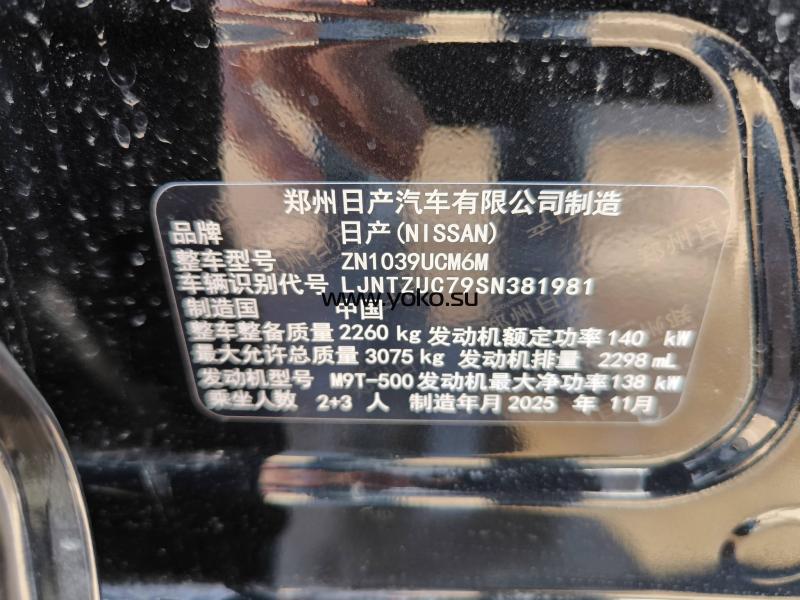 郑州日产汽车有限公司制造
品牌 日产(NISSAN)
整车型号 ZN1039UCM6M
车辆识别代号 LJNTZUC79SN381981
www.yoko.su
制造国 中国
整车整备质量 2260 kg 发动机额定功率 140 kW
最大允许总质量 3075 kg 发动机排量 2298 mL
发动机型号 M9T-500 发动机最大净功率 138 kW
乘坐人数 2+3 人 制造年月 2025 年 11月